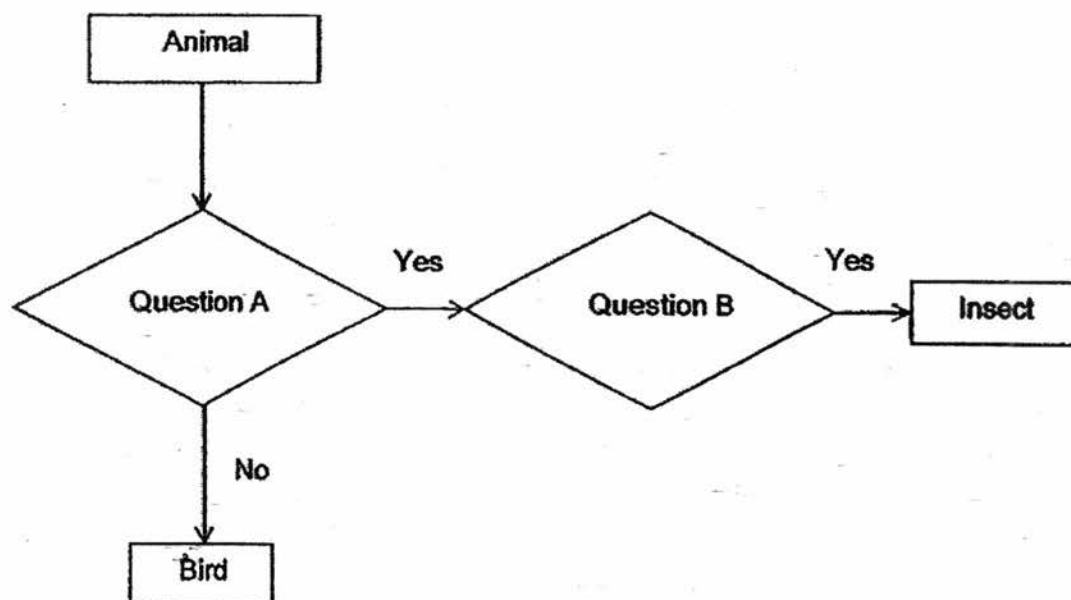 Animal
Question A
Yes
Question B
Yes
Insect
No
Bird